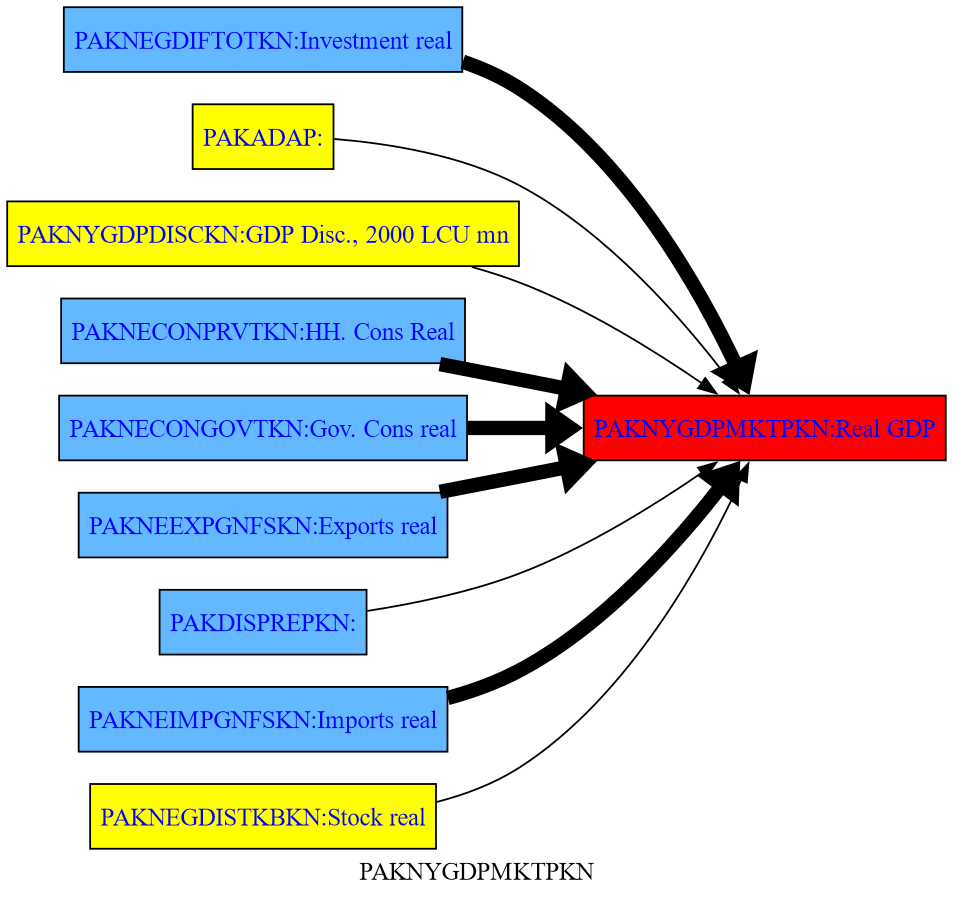 PAKNEGDIFTOTKN:Investment real
PAKADAP:
PAKNYGDPDISCKN:GDP Disc., 2000 LCU mn
PAKNECONPRVTKN:HH. Cons Real
PAKNECONGOVTKN:Gov. Cons real
PAKNYGDPMKTPKN:Real GDP
PAKNEEXPGNFSKN:Exports real
PAKDISPREPKN:
PAKNEIMPGNFSKN:Imports real
PAKNEGDISTKBKN:Stock real
PAKNYGDPMKTPKN